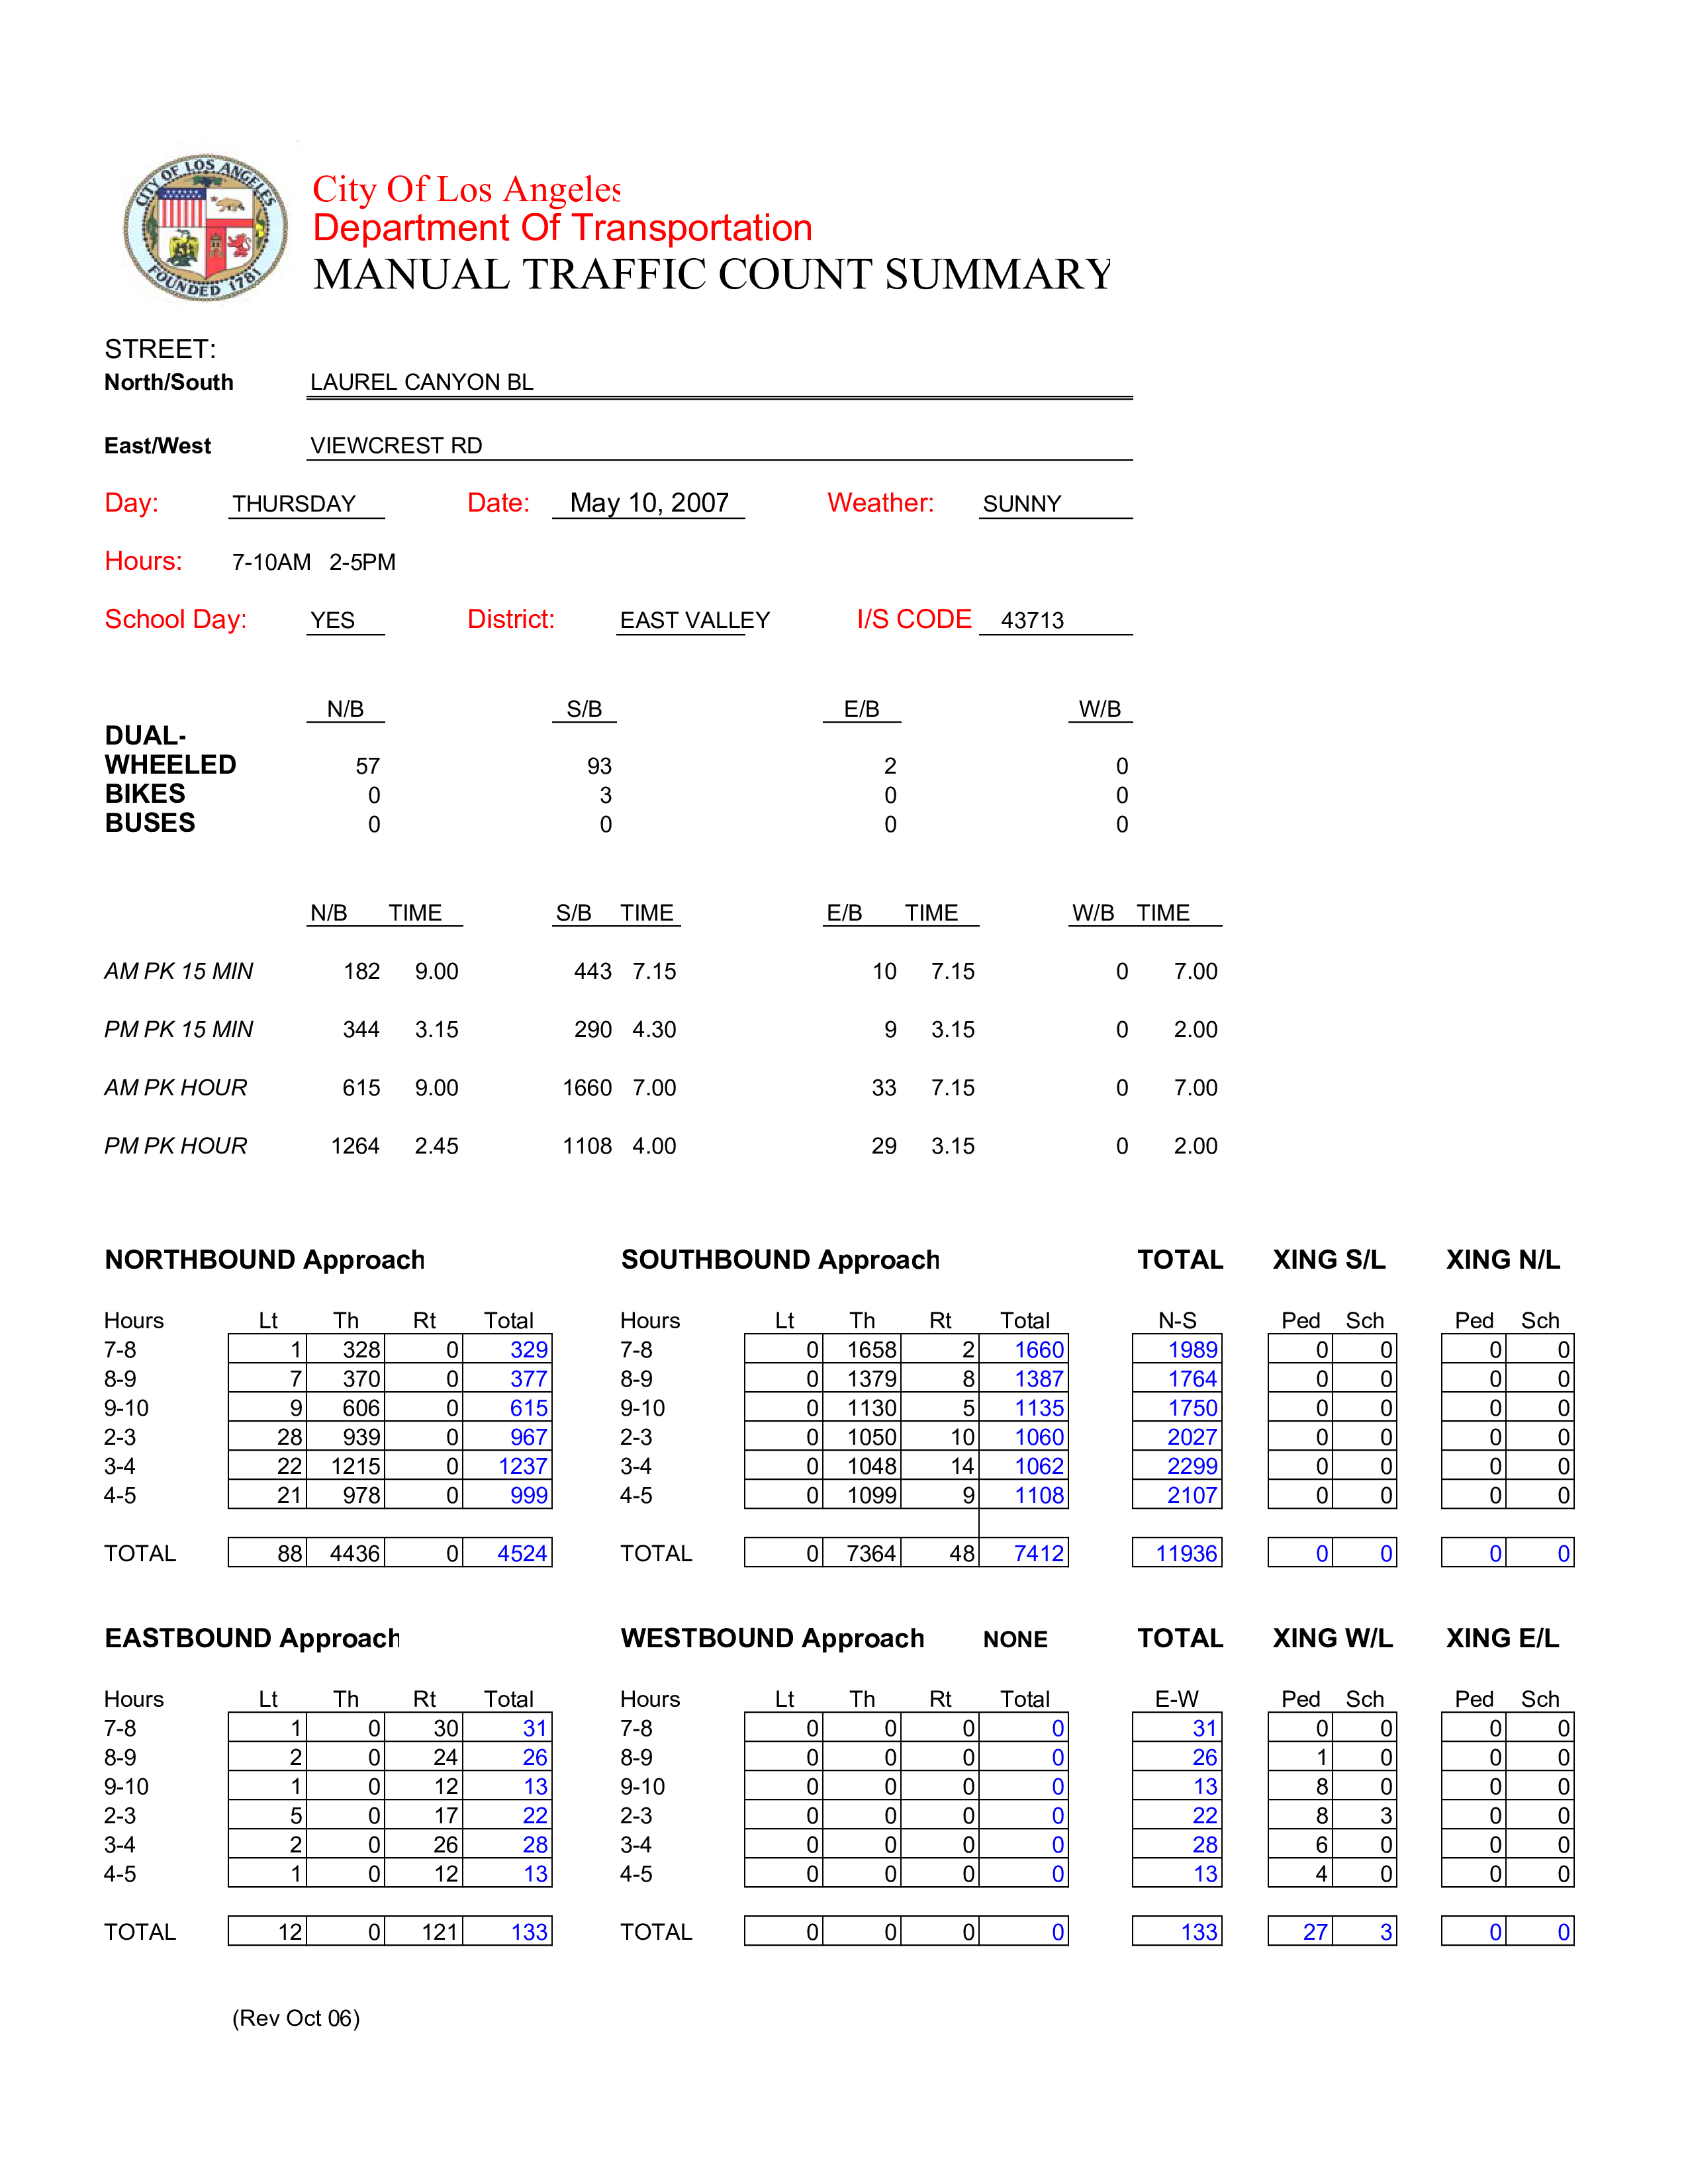 CITY OF LOS ANGELES
FOUNDED 1781
City Of Los Angeles
Department Of Transportation
MANUAL TRAFFIC COUNT SUMMARY
STREET:
North/South LAUREL CANYON BL
East/West VIEWCREST RD
Day: THURSDAY Date: May 10, 2007 Weather: SUNNY
Hours: 7-10AM 2-5PM
School Day: YES District: EAST VALLEY I/S CODE 43713
N/B S/B E/B W/B
DUAL-
WHEELED 57 93 2 0
BIKES 0 3 0 0
BUSES 0 0 0 0
N/B TIME S/B TIME E/B TIME W/B TIME
AM PK 15 MIN 182 9.00 443 7.15 10 7.15 0 7.00
PM PK 15 MIN 344 3.15 290 4.30 9 3.15 0 2.00
AM PK HOUR 615 9.00 1660 7.00 33 7.15 0 7.00
PM PK HOUR 1264 2.45 1108 4.00 29 3.15 0 2.00
NORTHBOUND Approach SOUTHBOUND Approach TOTAL XING S/L XING N/L
Hours Lt Th Rt Total Hours Lt Th Rt Total N-S Ped Sch Ped Sch
7-8 1 328 0 329 7-8 0 1658 2 1660 1989 0 0 0 0
8-9 7 370 0 377 8-9 0 1379 8 1387 1764 0 0 0 0
9-10 9 606 0 615 9-10 0 1130 5 1135 1750 0 0 0 0
2-3 28 939 0 967 2-3 0 1050 10 1060 2027 0 0 0 0
3-4 22 1215 0 1237 3-4 0 1048 14 1062 2299 0 0 0 0
4-5 21 978 0 999 4-5 0 1099 9 1108 2107 0 0 0 0
TOTAL 88 4436 0 4524 TOTAL 0 7364 48 7412 11936 0 0 0 0
EASTBOUND Approach WESTBOUND Approach NONE TOTAL XING W/L XING E/L
Hours Lt Th Rt Total Hours Lt Th Rt Total E-W Ped Sch Ped Sch
7-8 1 0 30 31 7-8 0 0 0 0 31 0 0 0 0
8-9 2 0 24 26 8-9 0 0 0 0 26 1 0 0 0
9-10 1 0 12 13 9-10 0 0 0 0 13 8 0 0 0
2-3 5 0 17 22 2-3 0 0 0 0 22 8 3 0 0
3-4 2 0 26 28 3-4 0 0 0 0 28 6 0 0 0
4-5 1 0 12 13 4-5 0 0 0 0 13 4 0 0 0
TOTAL 12 0 121 133 TOTAL 0 0 0 0 133 27 3 0 0
(Rev Oct 06)